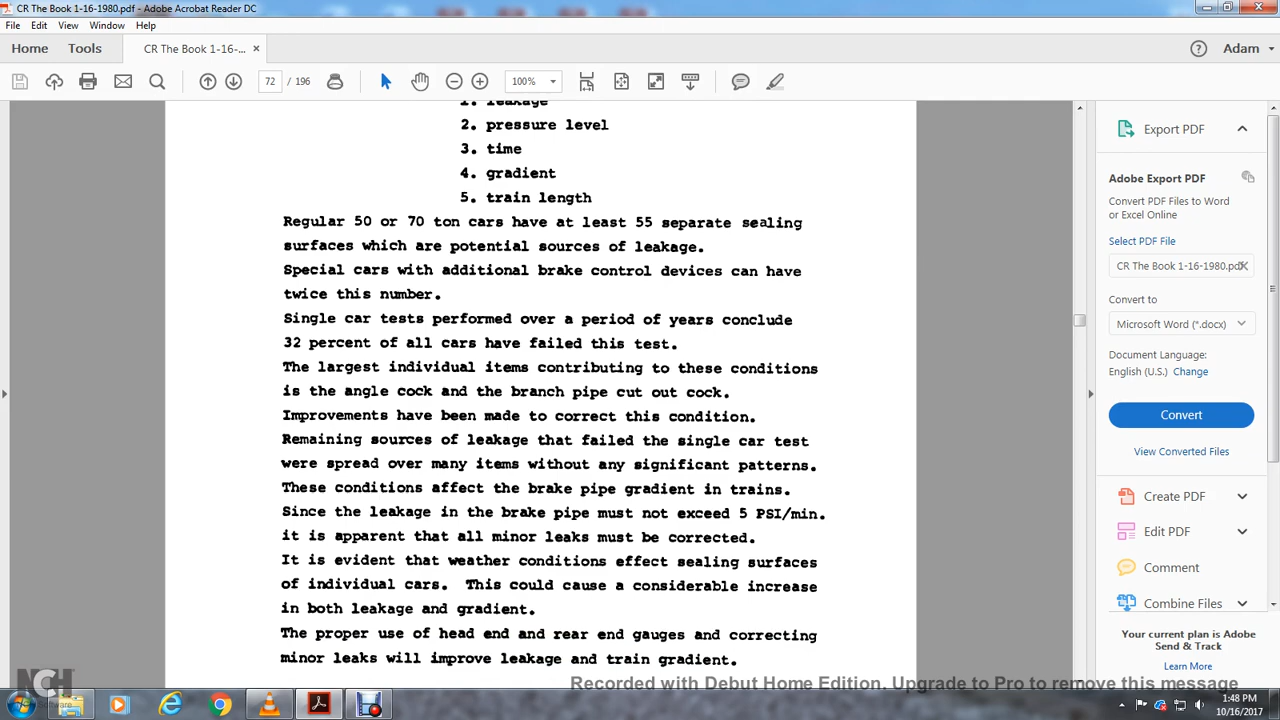 CR The Book 1-16-1980.pdf - Adobe Acrobat Reader DC
File Edit View Window Help
Home Tools CR The Book 1-16-... × Adam
72 / 196 100%
1. leakage
2. pressure level
3. time
4. gradient
5. train length
Regular 50 or 70 ton cars have at least 55 separate sealing
surfaces which are potential sources of leakage.
Special cars with additional brake control devices can have
twice this number.
Single car tests performed over a period of years conclude
32 percent of all cars have failed this test.
The largest individual items contributing to these conditions
is the angle cock and the branch pipe cut out cock.
Improvements have been made to correct this condition.
Remaining sources of leakage that failed the single car test
were spread over many items without any significant patterns.
These conditions affect the brake pipe gradient in trains.
Since the leakage in the brake pipe must not exceed 5 PSI/min.
it is apparent that all minor leaks must be corrected.
It is evident that weather conditions effect sealing surfaces
of individual cars. This could cause a considerable increase
in both leakage and gradient.
The proper use of head end and rear end gauges and correcting
minor leaks will improve leakage and train gradient.
Export PDF
Adobe Export PDF
Convert PDF Files to Word
or Excel Online
Select PDF File
CR The Book 1-16-1980.pdf
Convert to
Microsoft Word (*.docx)
Document Language:
English (U.S.) Change
Convert
View Converted Files
Create PDF
Edit PDF
Comment
Combine Files
Your current plan is Adobe
Send & Track
Learn More
NCH
Software
Recorded with Debut Home Edition. Upgrade to Pro to remove this message
1:48 PM
10/16/2017